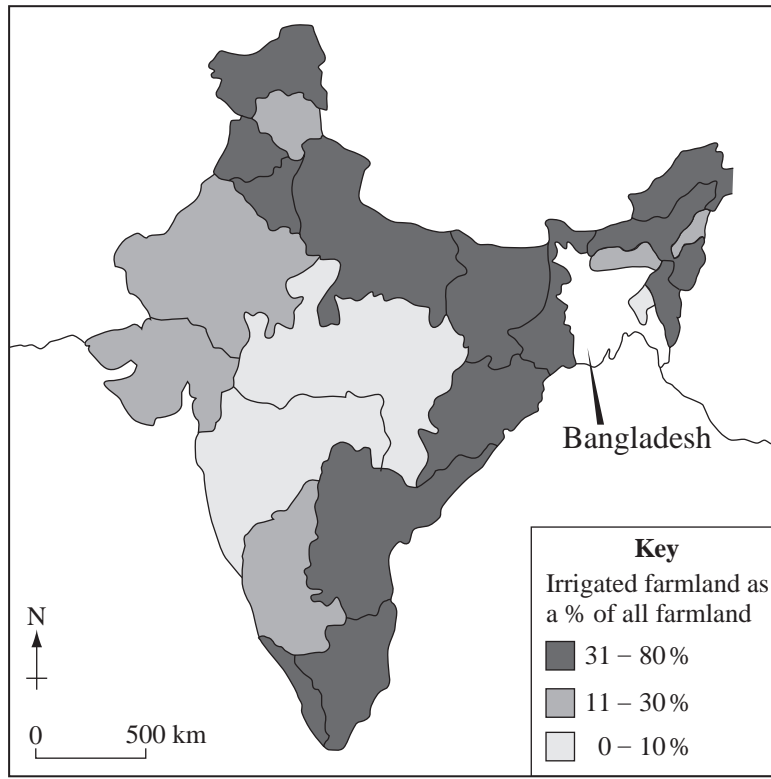 Bangladesh
Key
Irrigated farmland as
a % of all farmland
31 – 80 %
11 – 30 %
0 – 10 %
N
0 500 km